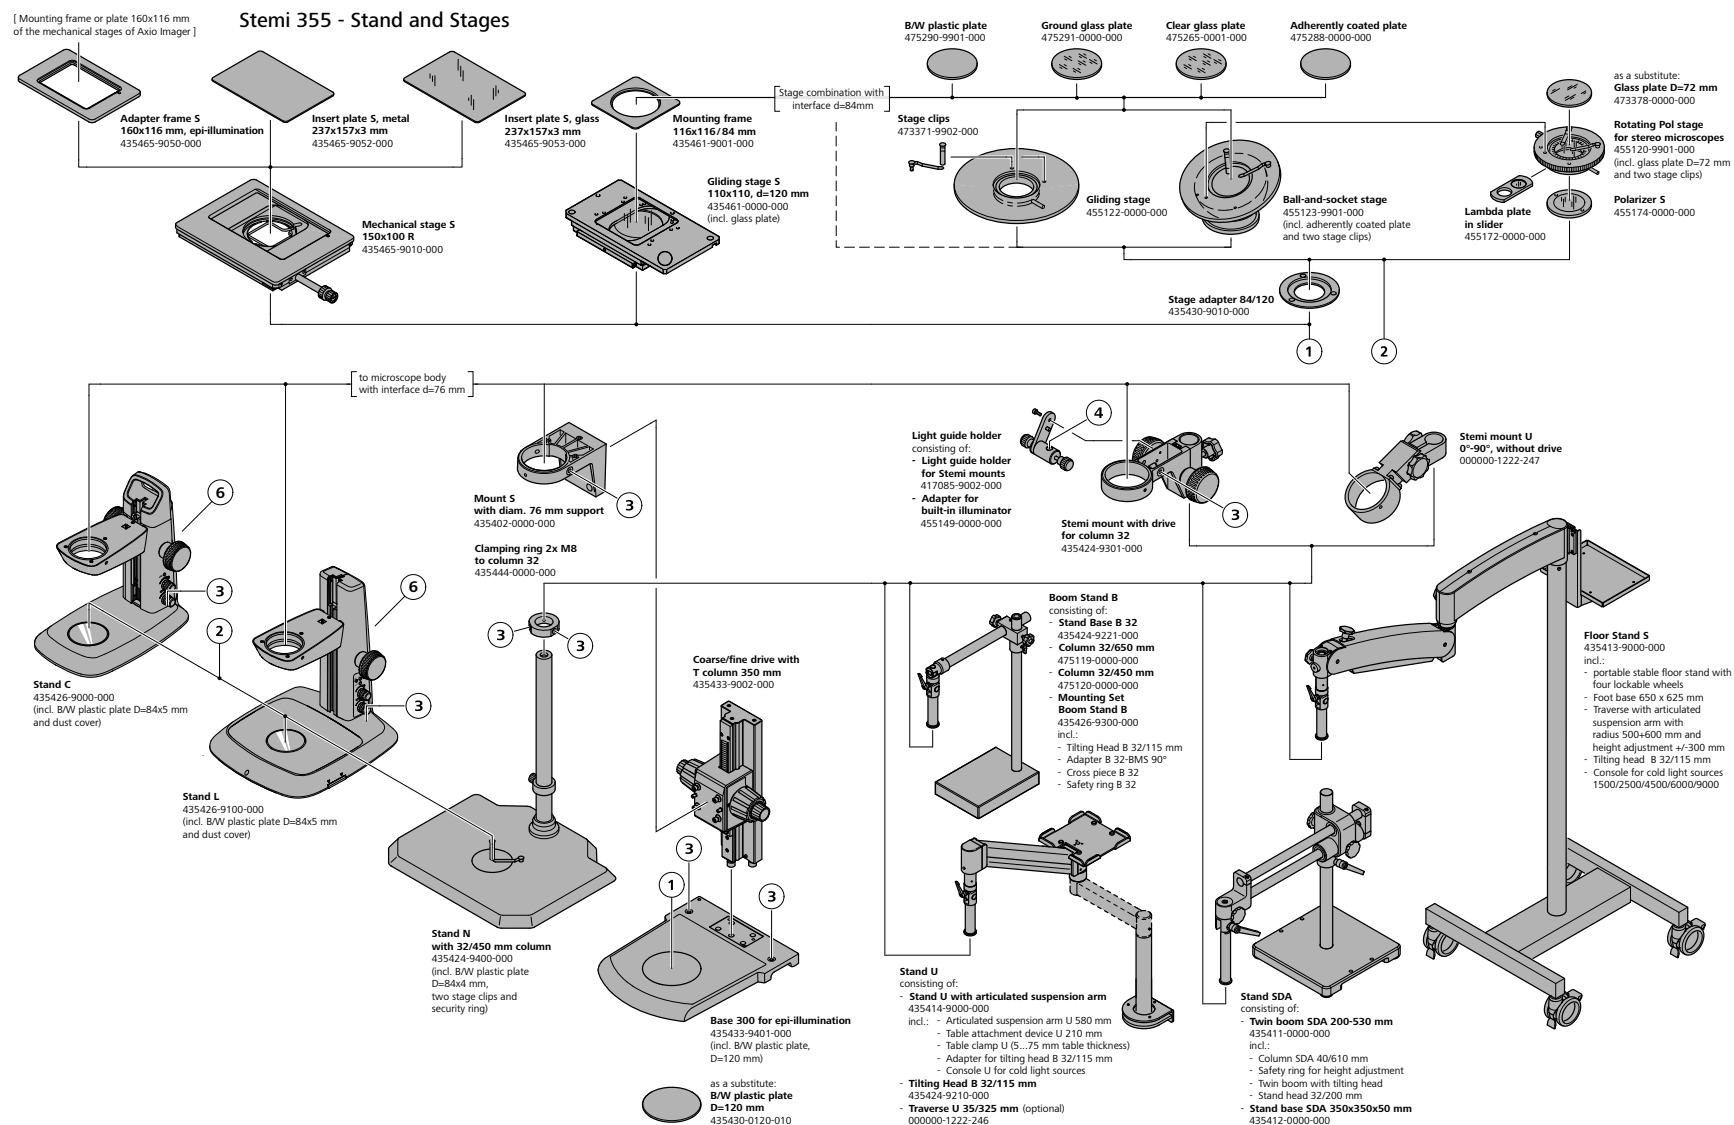 Stemi 355 - Stand and Stages
[ Mounting frame or plate 160x116 mm
of the mechanical stages of Axio Imager ]
Adapter frame S
160x116 mm, epi-illumination
435465-9050-000
Insert plate S, metal
237x157x3 mm
435465-9052-000
Insert plate S, glass
237x157x3 mm
435465-9053-000
Mounting frame
116x116/84 mm
435461-9001-000
Stage combination with
interface d=84mm
B/W plastic plate
475290-9901-000
Ground glass plate
475291-0000-000
Clear glass plate
475265-0001-000
Adherently coated plate
475288-0000-000
as a substitute:
Glass plate D=72 mm
473378-0000-000
Stage clips
473371-9902-000
Rotating Pol stage
for stereo microscopes
455120-9901-000
(incl. glass plate D=72 mm
and two stage clips)
Mechanical stage S
150x100 R
435465-9010-000
Gliding stage S
110x110, d=120 mm
435461-0000-000
(incl. glass plate)
Gliding stage
455122-0000-000
Ball-and-socket stage
455123-9901-000
(incl. adherently coated plate
and two stage clips)
Lambda plate
in slider
455172-0000-000
Polarizer S
455174-0000-000
Stage adapter 84/120
435430-9010-000
1
2
to microscope body
with interface d=76 mm
4
Light guide holder
consisting of:
- Light guide holder
for Stemi mounts
417085-9002-000
- Adapter for
built-in illuminator
455149-0000-000
Stemi mount U
0°-90°, without drive
000000-1222-247
Mount S
with diam. 76 mm support
435402-0000-000
3
Stemi mount with drive
for column 32
435424-9301-000
3
Clamping ring 2x M8
to column 32
435444-0000-000
6
3
2
6
3
3
3
Stand C
435426-9000-000
(incl. B/W plastic plate D=84x5 mm
and dust cover)
Stand L
435426-9100-000
(incl. B/W plastic plate D=84x5 mm
and dust cover)
Coarse/fine drive with
T column 350 mm
435433-9002-000
Boom Stand B
consisting of:
- Stand Base B 32
435424-9221-000
- Column 32/650 mm
475119-0000-000
- Column 32/450 mm
475120-0000-000
- Mounting Set
Boom Stand B
435426-9300-000
incl.:
- Tilting Head B 32/115 mm
- Adapter B 32-BMS 90°
- Cross piece B 32
- Safety ring B 32
Floor Stand S
435413-9000-000
incl.:
- portable stable floor stand with
four lockable wheels
- Foot base 650 x 625 mm
- Traverse with articulated
suspension arm with
radius 500+600 mm and
height adjustment +/-300 mm
- Tilting head B 32/115 mm
- Console for cold light sources
1500/2500/4500/6000/9000
3
1
3
Stand N
with 32/450 mm column
435424-9400-000
(incl. B/W plastic plate
D=84x4 mm,
two stage clips and
security ring)
Base 300 for epi-illumination
435433-9401-000
(incl. B/W plastic plate,
D=120 mm)
as a substitute:
B/W plastic plate
D=120 mm
435430-0120-010
Stand U
consisting of:
- Stand U with articulated suspension arm
435414-9000-000
incl.: - Articulated suspension arm U 580 mm
- Table attachment device U 210 mm
- Table clamp U (5...75 mm table thickness)
- Adapter for tilting head B 32/115 mm
- Console U for cold light sources
- Tilting Head B 32/115 mm
435424-9210-000
- Traverse U 35/325 mm (optional)
000000-1222-246
Stand SDA
consisting of:
- Twin boom SDA 200-530 mm
435411-0000-000
incl.:
- Column SDA 40/610 mm
- Safety ring for height adjustment
- Twin boom with tilting head
- Stand head 32/200 mm
- Stand base SDA 350x350x50 mm
435412-0000-000